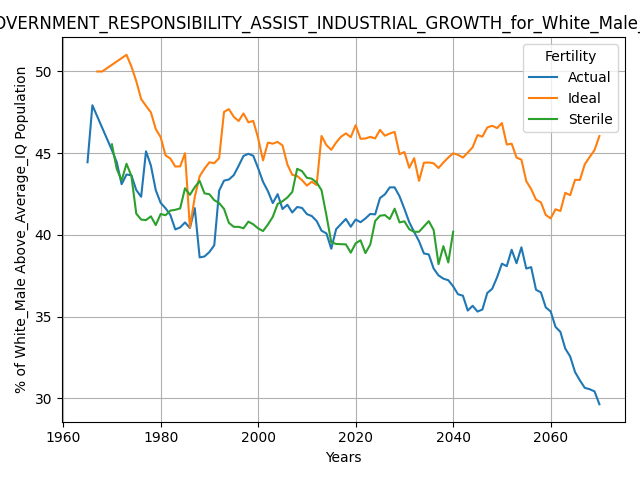 OVERNMENT_RESPONSIBILITY_ASSIST_INDUSTRIAL_GROWTH_for_White_Male_
% of White_Male Above_Average_IQ Population
50
45
40
35
30
Fertility
Actual
Ideal
Sterile
1960 1980 2000 2020 2040 2060
Years